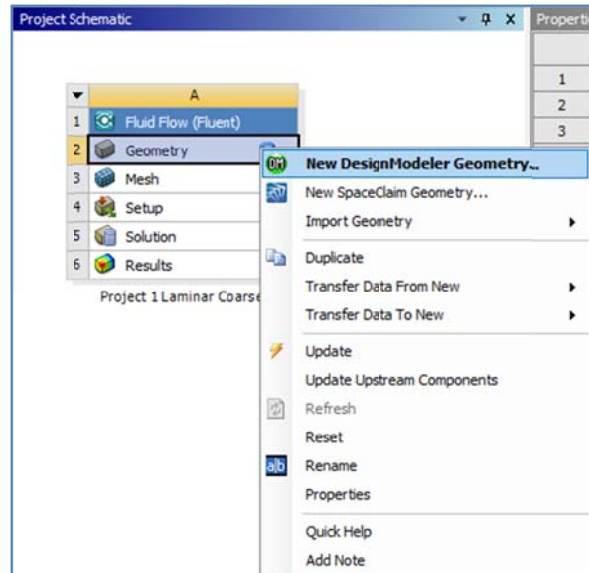 Project Schematic
Properti
A
1 Fluid Flow (Fluent)
2 Geometry
3 Mesh
4 Setup
5 Solution
6 Results
Project 1 Laminar Coarse
New DesignModeler Geometry...
New SpaceClaim Geometry...
Import Geometry
Duplicate
Transfer Data From New
Transfer Data To New
Update
Update Upstream Components
Refresh
Reset
Rename
Properties
Quick Help
Add Note
1
2
3